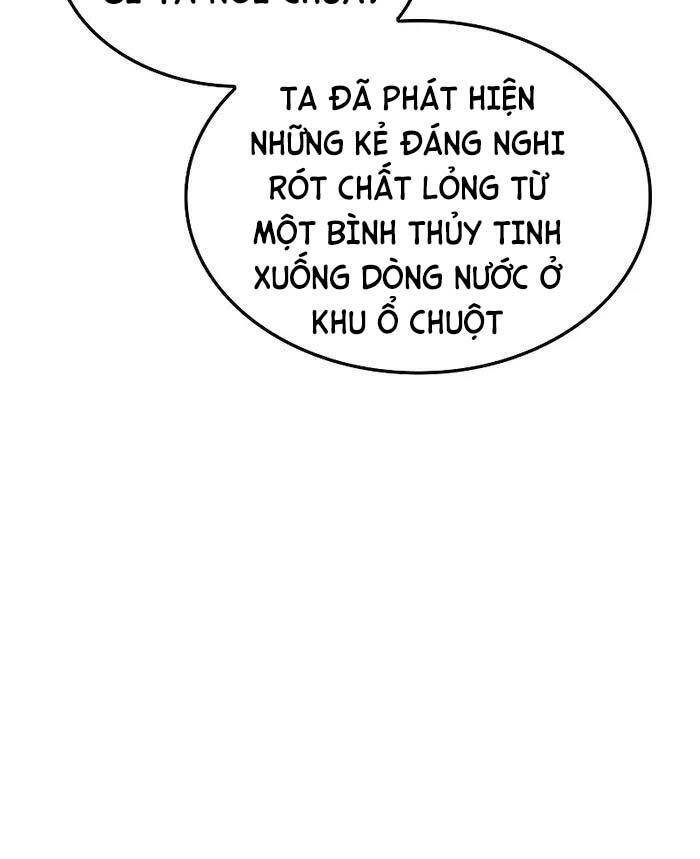 TA ĐÃ PHÁT HIỆN
NHỮNG KẺ ĐÁNG NGHI
RÓT CHẤT LỎNG TỪ
MỘT BÌNH THỦY TINH
XUỐNG DÒNG NƯỚC Ở
KHU Ổ CHUỘT